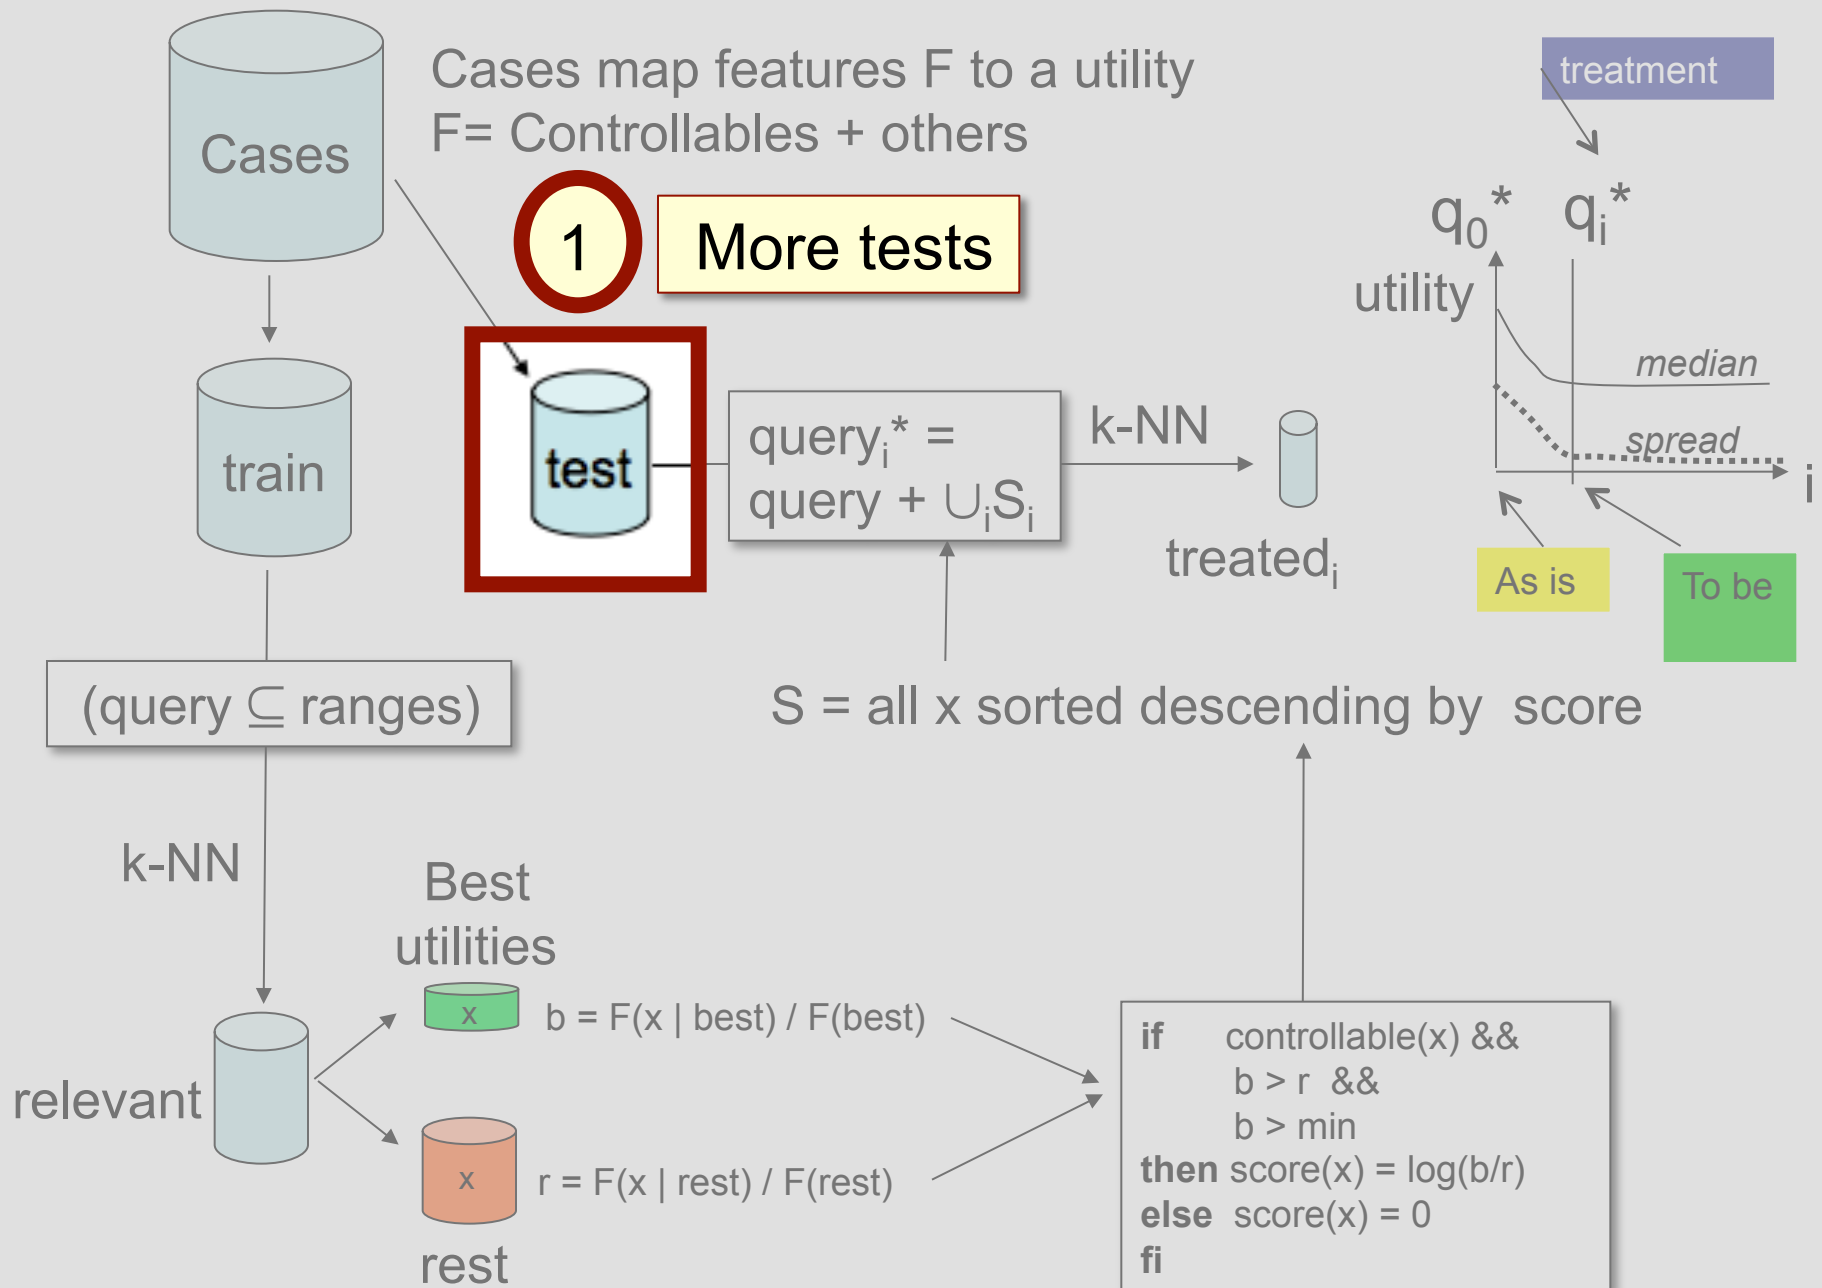 Cases
Cases map features F to a utility
F= Controllables + others
1
More tests
treatment
q₀* qᵢ*
utility
median
spread
i
As is
To be
train
test
queryᵢ* =
query + ∪ᵢSᵢ
k-NN
treatedᵢ
(query ⊆ ranges)
S = all x sorted descending by score
k-NN
Best
utilities
x
b = F(x | best) / F(best)
relevant
x
r = F(x | rest) / F(rest)
rest
if controllable(x) &&
b > r &&
b > min
then score(x) = log(b/r)
else score(x) = 0
fi